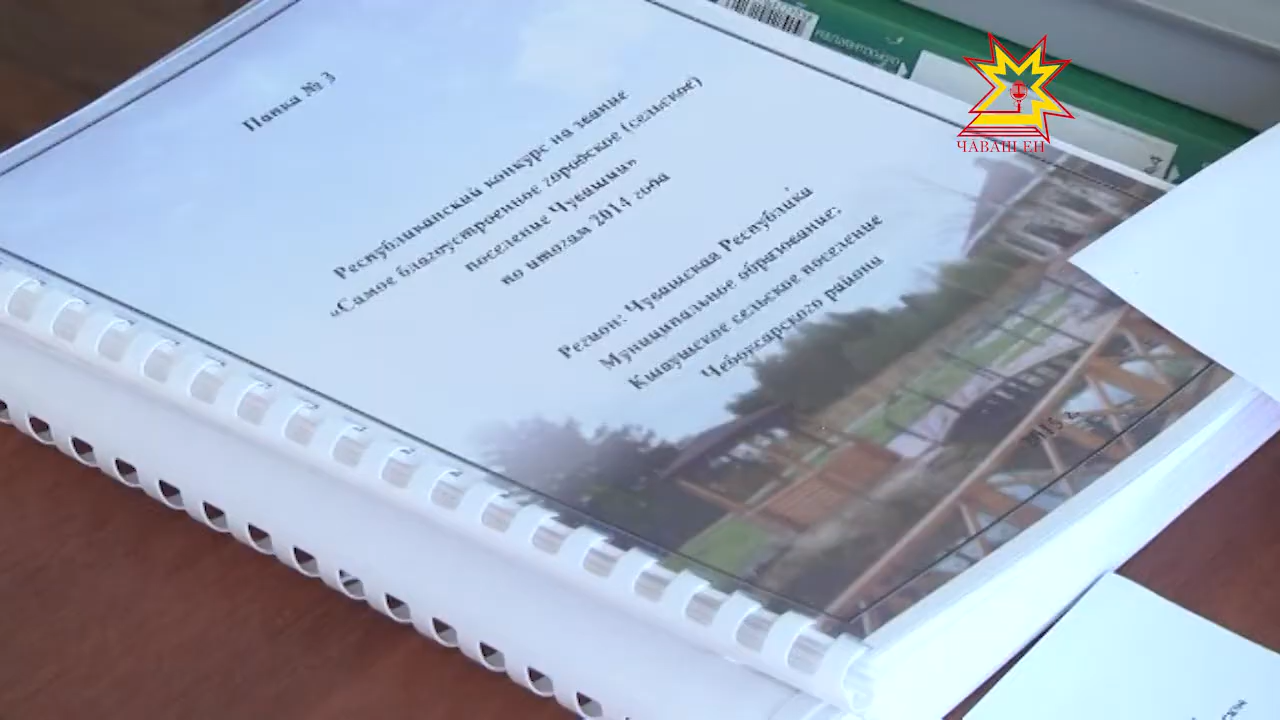 Папка № 3
Республиканский конкурс на звание
«Самое благоустроенное городское (сельское)
поселение Чувашии»
по итогам 2014 года
Регион: Чувашская Республика
Муниципальное образование:
Кшаушское сельское поселение
Чебоксарского района
2015 г.
ЧĂВАШ ЕН